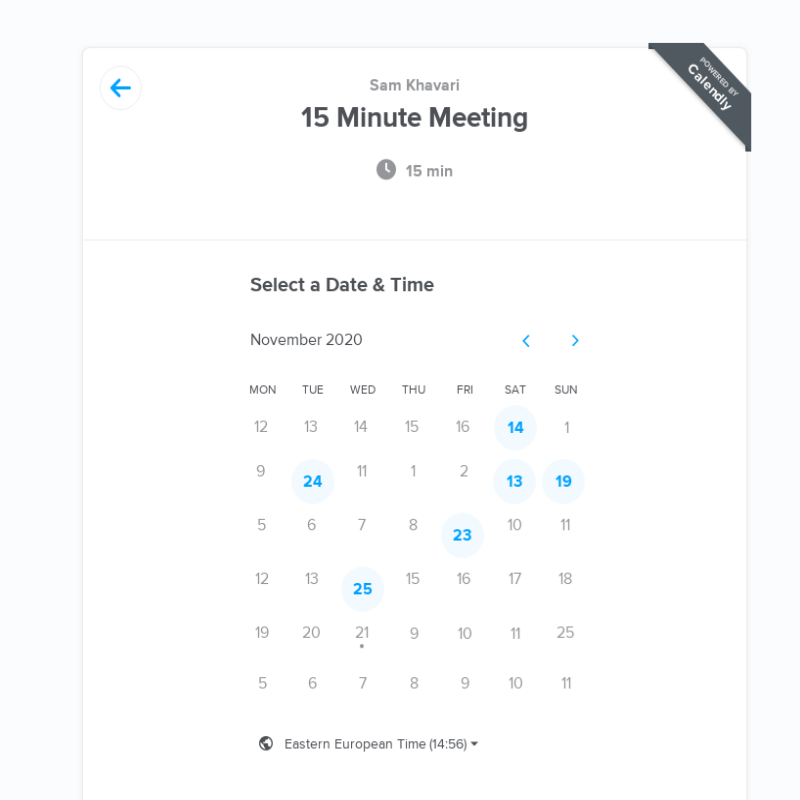 POWERED BY
Calendly
Sam Khavari
15 Minute Meeting
15 min
Select a Date & Time
November 2020
MON TUE WED THU FRI SAT SUN
12 13 14 15 16 14 1
9 24 11 1 2 13 19
5 6 7 8 23 10 11
12 13 25 15 16 17 18
19 20 21 9 10 11 25
5 6 7 8 9 10 11
Eastern European Time (14:56)